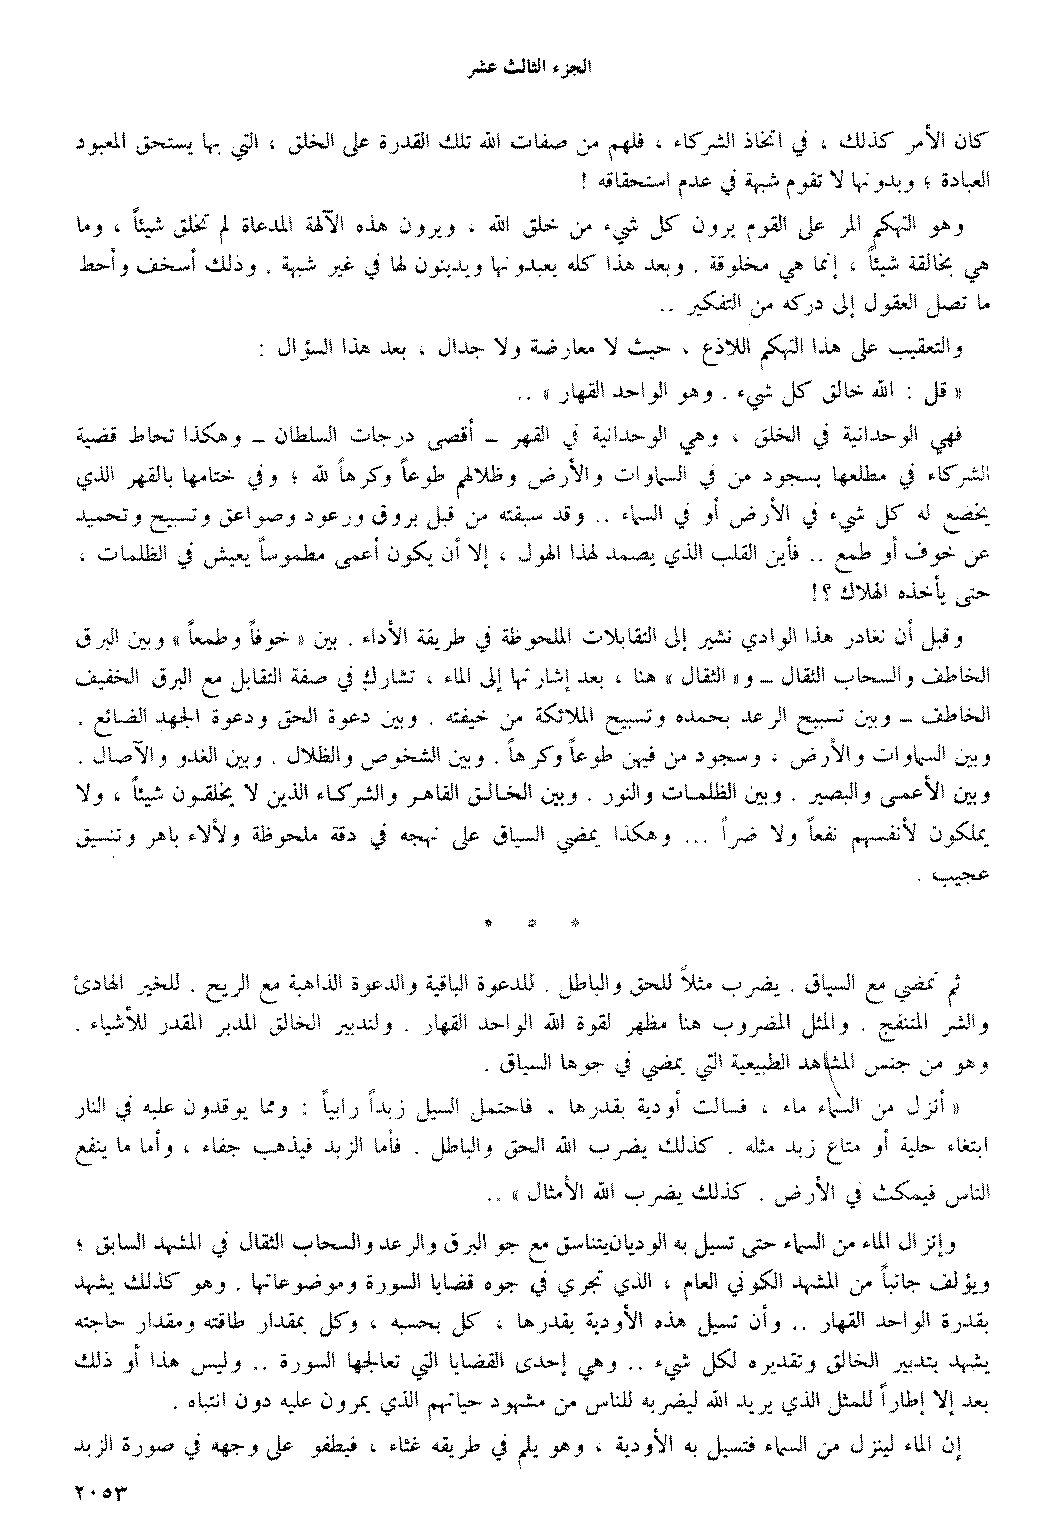 الجزء الثالث عشر
كان الأمر كذلك ، في اتخاذ الشركاء ، فلهم من صفات الله تلك القدرة على الخلق ، التي بها يستحق المعبود
العبادة ؛ وبدونها لا تقوم شبهة في عدم استحقاقه !
وهو التهكم المر على القوم يرون كل شيء من خلق الله ، ويرون هذه الآلهة المدعاة لم تخلق شيئاً ، وما
هي بخالقة شيئاً ، إنما هي مخلوقة . وبعد هذا كله يعبدونها ويدينون لها في غير شبهة . وذلك أسخف وأحط
ما تصل العقول إلى دركه من التفكير ..
والتعقيب على هذا التهكم اللاذع ، حيث لا معارضة ولا جدال ، بعد هذا السؤال :
« قل : الله خالق كل شيء . وهو الواحد القهار » ..
فهي الوحدانية في الخلق ، وهي الوحدانية في القهر – أقصى درجات السلطان – وهكذا تحاط قضية
الشركاء في مطلعها بسجود من في السماوات والأرض وظلالهم طوعاً وكرهاً لله ؛ وفي ختامها بالقهر الذي
يخضع له كل شيء في الأرض أو في السماء .. وقد سبقته من قبل بروق ورعود وصواعق وتسبيح وتحميد
عن خوف أو طمع .. فأين القلب الذي يصمد لهذا الهول ، إلا أن يكون أعمى مطموساً يعيش في الظلمات ،
حتى يأخذه الهلاك ؟!
وقبل أن نغادر هذا الوادي نشير إلى التقابلات الملحوظة في طريقة الأداء . بين « خوفاً وطمعاً » وبين البرق
الخاطف والسحاب الثقال – و« الثقال » هنا ، بعد إشارتها إلى الماء ، تشارك في صفة التقابل مع البرق الخفيف
الخاطف – وبين تسبيح الرعد بحمده وتسبيح الملائكة من خيفته . وبين دعوة الحق ودعوة الجهد الضائع .
وبين السماوات والأرض ، وسجود من فيهن طوعاً وكرهاً . وبين الشخوص والظلال . وبين الغدو والآصال .
وبين الأعمى والبصير . وبين الظلمات والنور . وبين الخالق القاهر والشركاء الذين لا يخلقون شيئاً ، ولا
يملكون لأنفسهم نفعاً ولا ضراً ... وهكذا يمضي السياق على نهجه في دقة ملحوظة ولألاء باهر وتنسيق
عجيب .
* * *
ثم نمضي مع السياق . يضرب مثلاً للحق والباطل . للدعوة الباقية والدعوة الذاهبة مع الريح . للخير الهادئ
والشر المتنفج . والمثل المضروب هنا مظهر لقوة الله الواحد القهار . ولتدبير الخالق المدبر المقدر للأشياء .
وهو من جنس المشاهد الطبيعية التي يمضي في جوها السياق .
« أنزل من السماء ماء ، فسالت أودية بقدرها . فاحتمل السيل زبداً رابياً : ومما يوقدون عليه في النار
ابتغاء حلية أو متاع زبد مثله . كذلك يضرب الله الحق والباطل . فأما الزبد فيذهب جفاء ، وأما ما ينفع
الناس فيمكث في الأرض . كذلك يضرب الله الأمثال » ..
وإنزال الماء من السماء حتى تسيل به الوديان يتناسق مع جو البرق والرعد والسحاب الثقال في المشهد السابق ؛
ويؤلف جانباً من المشهد الكوني العام ، الذي تجري في جوه قضايا السورة وموضوعاتها . وهو كذلك يشهد
بقدرة الواحد القهار .. وأن تسيل هذه الأودية بقدرها ، كل بحسبه ، وكل بمقدار طاقته ومقدار حاجته
يشهد بتدبير الخالق وتقديره لكل شيء .. وهي إحدى القضايا التي تعالجها السورة .. وليس هذا أو ذلك
بعد إلا إطاراً للمثل الذي يريد الله ليضربه للناس من مشهود حياتهم الذي يمرون عليه دون انتباه .
إن الماء لينزل من السماء فتسيل به الأودية ، وهو يلم في طريقه غثاء ، فيطفو على وجهه في صورة الزبد
٢٠٥٣